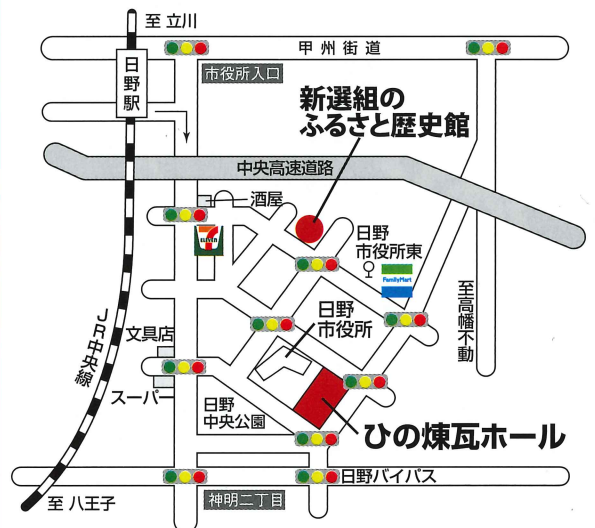 至 立川
甲州街道
日野駅
市役所入口
新選組の
ふるさと歴史館
中央高速道路
酒屋
ELEVEN
日野
市役所東
FamilyMart
至高幡不動
日野
市役所
JR中央線
文具店
スーパー
日野
中央公園
ひの煉瓦ホール
日野バイパス
至 八王子
神明二丁目